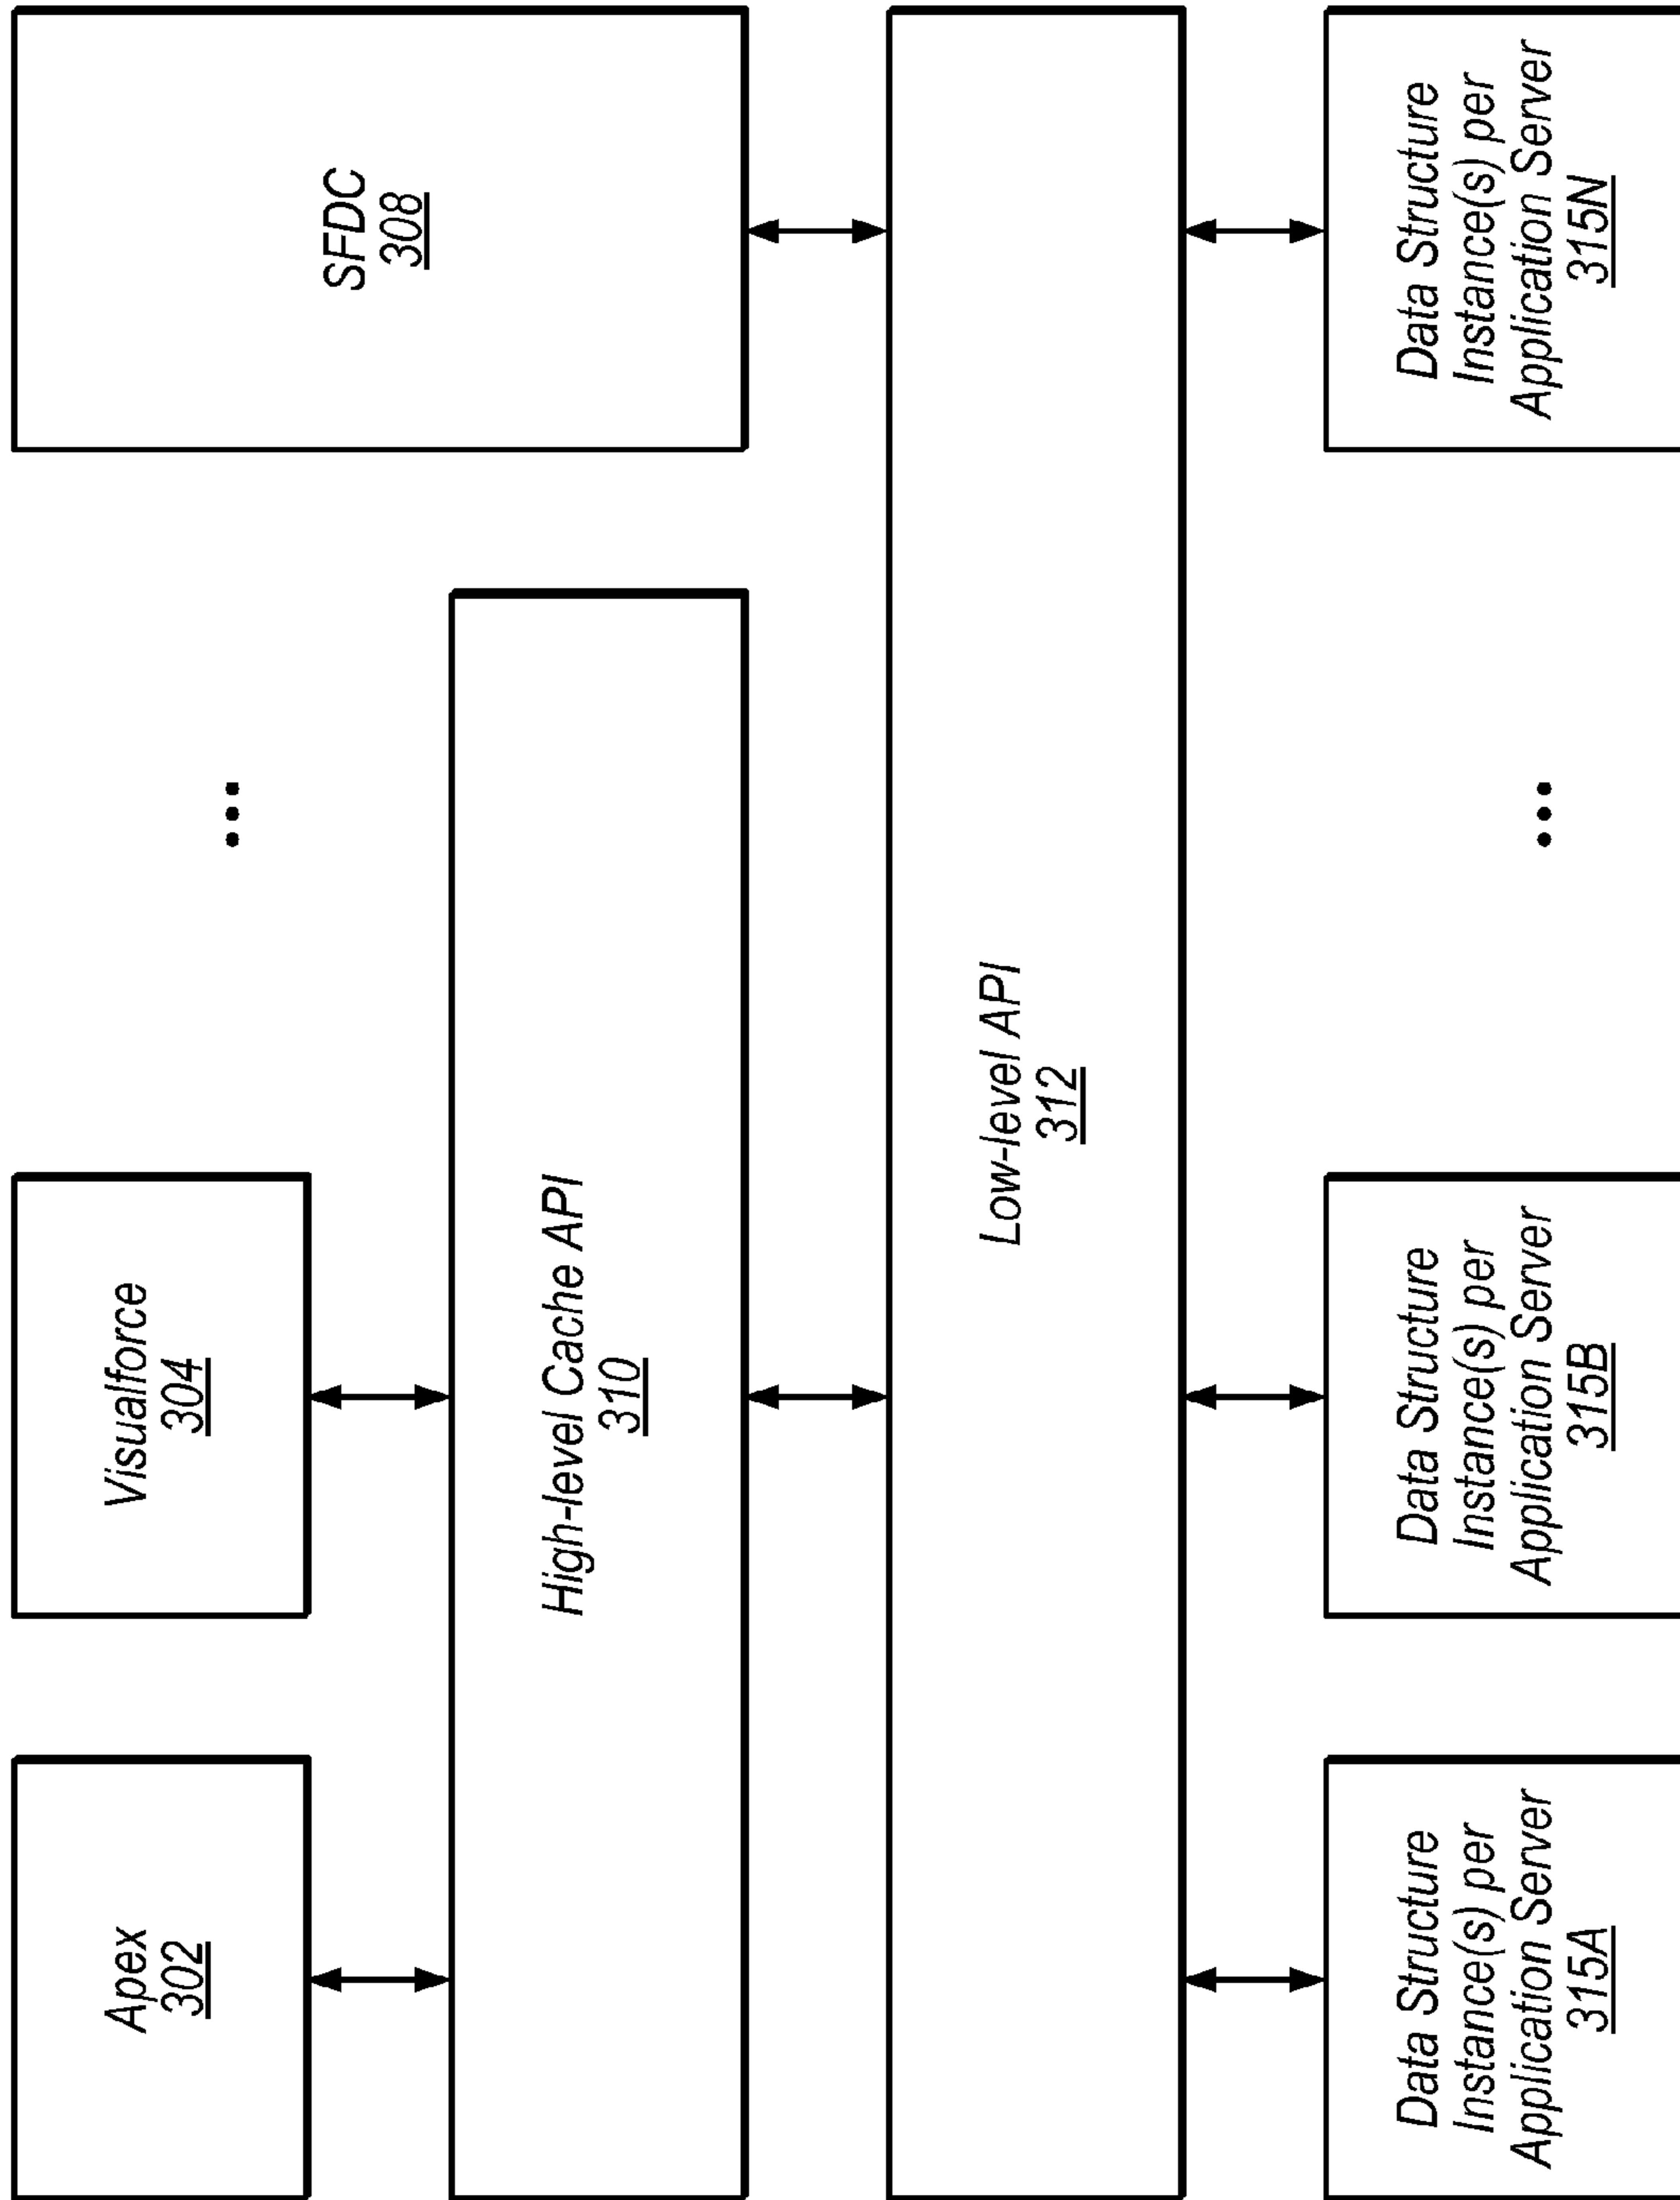 Apex
302
Visualforce
304
...
SFDC
308
High-level Cache API
310
Low-level API
312
Data Structure
Instance(s) per
Application Server
315A
Data Structure
Instance(s) per
Application Server
315B
...
Data Structure
Instance(s) per
Application Server
315N